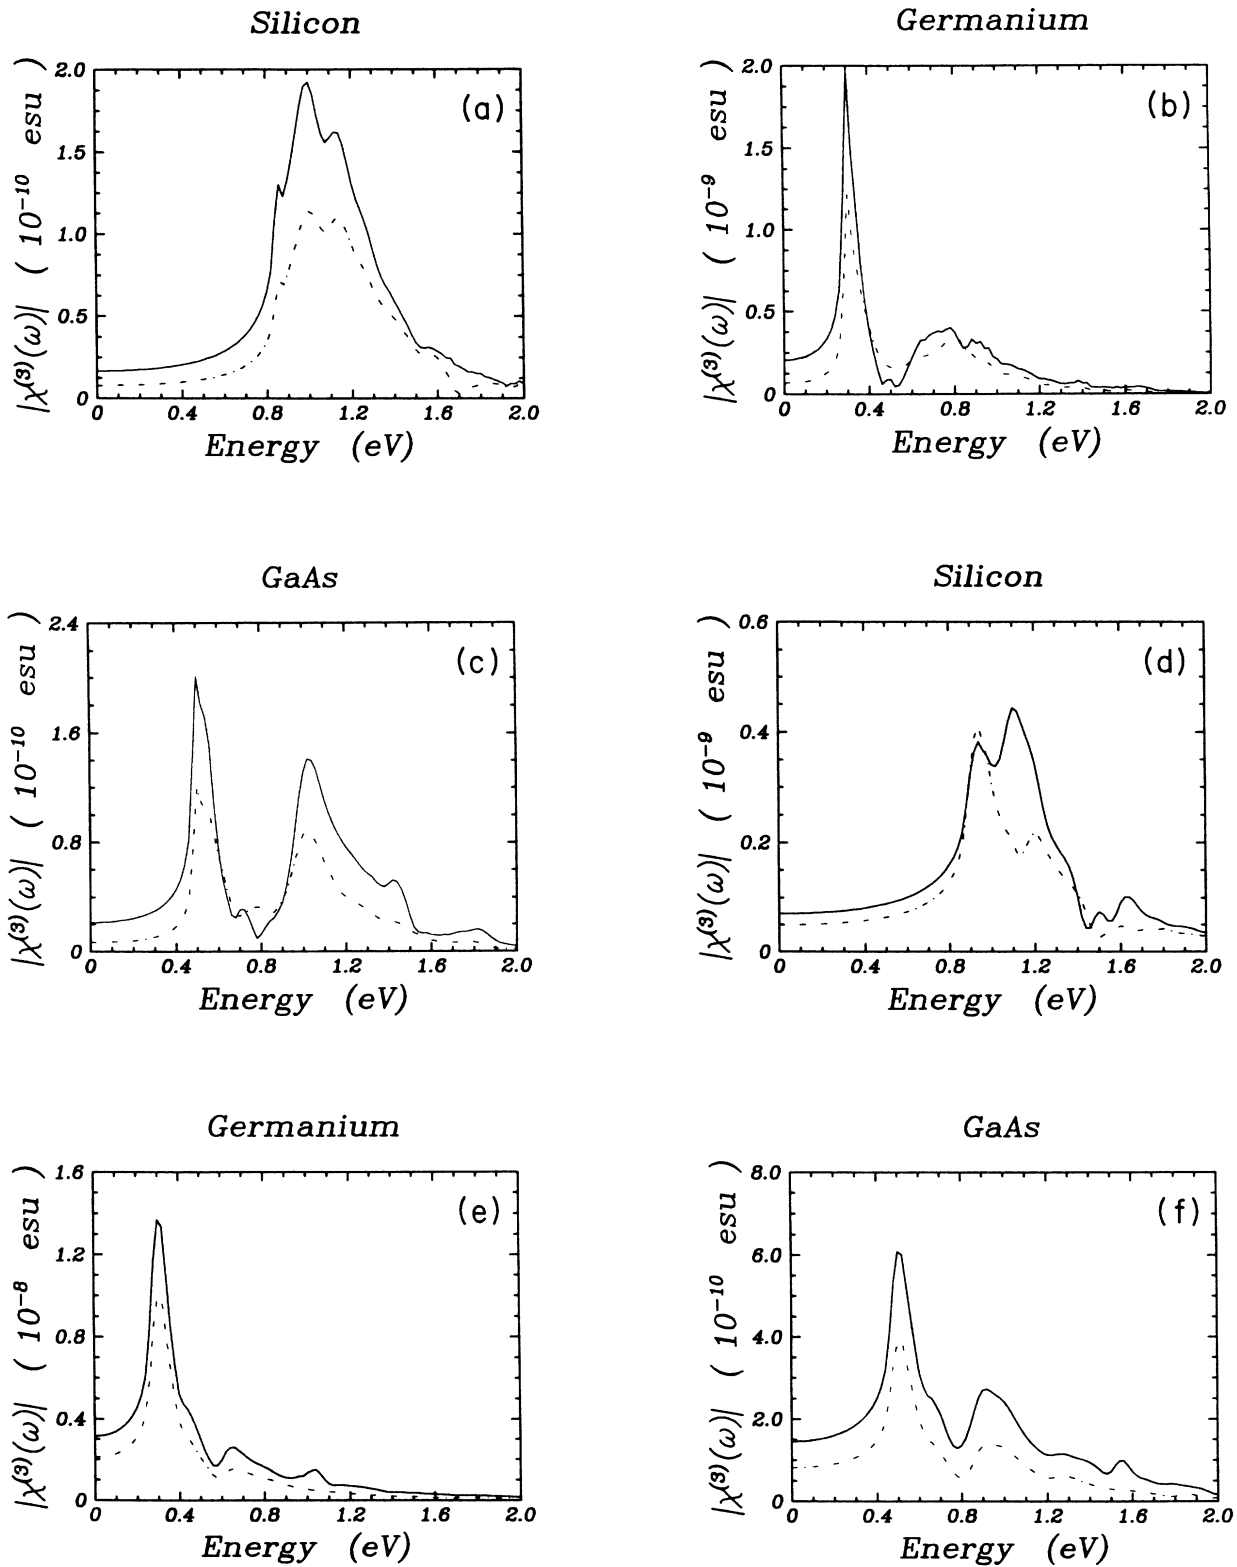 Silicon
|χ⁽³⁾(ω)| ( 10⁻¹⁰ esu )
2.0
1.5
1.0
0.5
0
(a)
0 0.4 0.8 1.2 1.6 2.0
Energy (eV)
Germanium
|χ⁽³⁾(ω)| ( 10⁻⁹ esu )
2.0
1.5
1.0
0.5
0
(b)
0 0.4 0.8 1.2 1.6 2.0
Energy (eV)
GaAs
|χ⁽³⁾(ω)| ( 10⁻¹⁰ esu )
2.4
1.6
0.8
0
(c)
0 0.4 0.8 1.2 1.6 2.0
Energy (eV)
Silicon
|χ⁽³⁾(ω)| ( 10⁻⁹ esu )
0.6
0.4
0.2
0
(d)
0 0.4 0.8 1.2 1.6 2.0
Energy (eV)
Germanium
|χ⁽³⁾(ω)| ( 10⁻⁸ esu )
1.6
1.2
0.8
0.4
0
(e)
0 0.4 0.8 1.2 1.6 2.0
Energy (eV)
GaAs
|χ⁽³⁾(ω)| ( 10⁻¹⁰ esu )
8.0
6.0
4.0
2.0
0
(f)
0 0.4 0.8 1.2 1.6 2.0
Energy (eV)